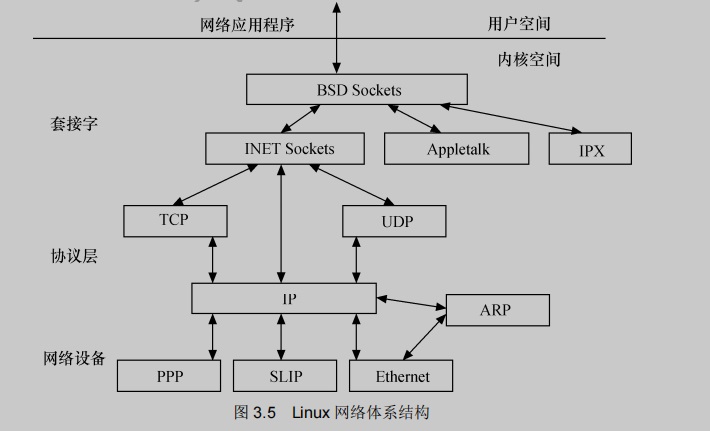 网络应用程序
用户空间
内核空间
BSD Sockets
套接字
INET Sockets
Appletalk
IPX
TCP
UDP
协议层
IP
ARP
网络设备
PPP
SLIP
Ethernet
图 3.5 Linux 网络体系结构